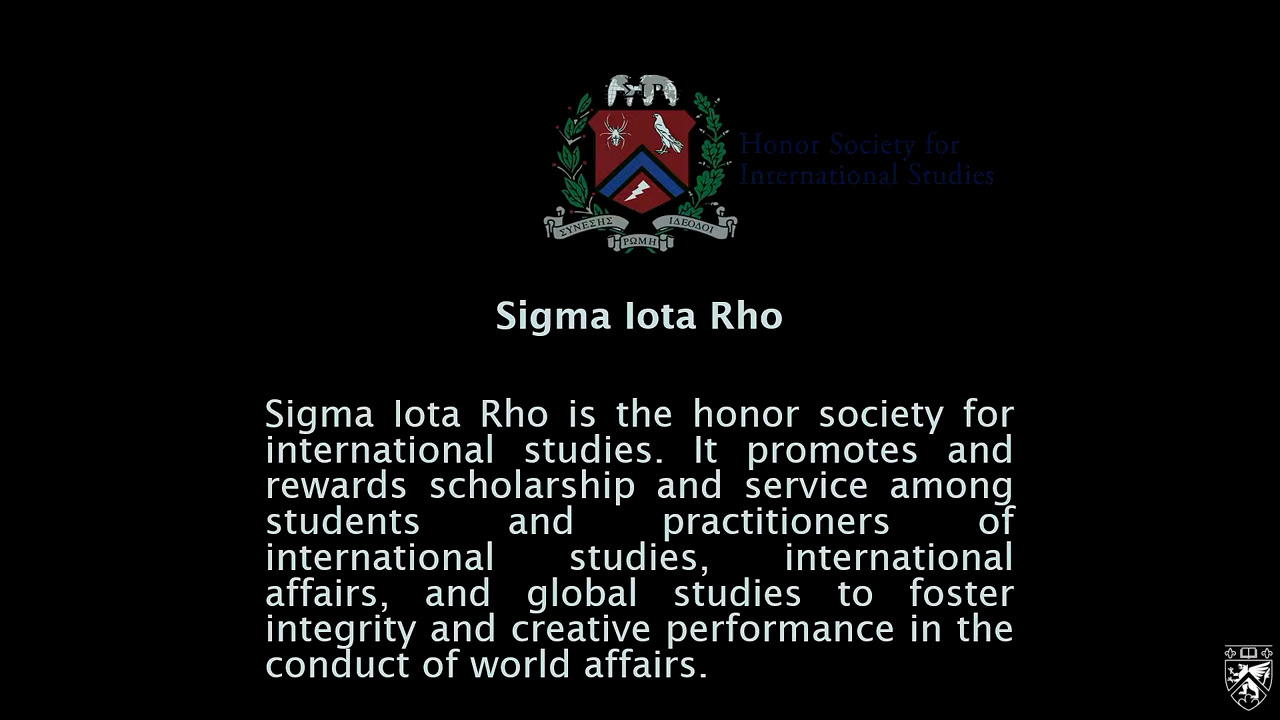 Honor Society for
International Studies
ΣΥΝΕΣΗΣ
ΙΔΕΟΔΟΙ
ΡΩΜΗ
Sigma Iota Rho
Sigma Iota Rho is the honor society for
international studies. It promotes and
rewards scholarship and service among
students and practitioners of
international studies, international
affairs, and global studies to foster
integrity and creative performance in the
conduct of world affairs.